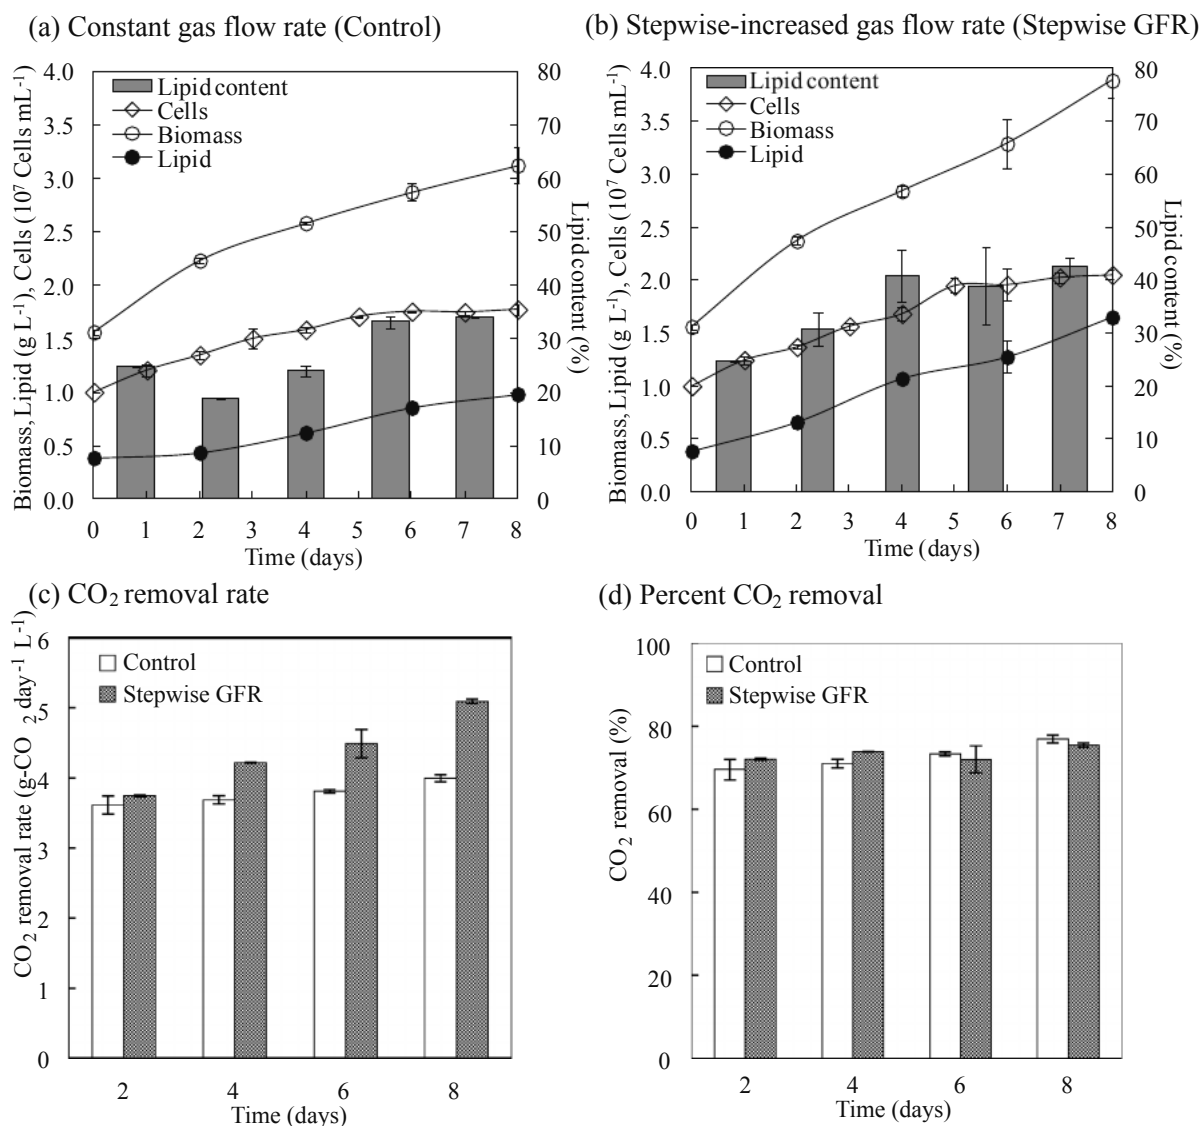 (a) Constant gas flow rate (Control)
Biomass, Lipid (g L⁻¹), Cells (10⁷ Cells mL⁻¹)
4.0
3.5
3.0
2.5
2.0
1.5
1.0
0.5
0.0
Lipid content
Cells
Biomass
Lipid
80
70
60
50
40
30
20
10
0
Lipid content (%)
0 1 2 3 4 5 6 7 8
Time (days)
(b) Stepwise-increased gas flow rate (Stepwise GFR)
Biomass, Lipid (g L⁻¹), Cells (10⁷ Cells mL⁻¹)
4.0
3.5
3.0
2.5
2.0
1.5
1.0
0.5
0.0
Lipid content
Cells
Biomass
Lipid
80
70
60
50
40
30
20
10
0
Lipid content (%)
0 1 2 3 4 5 6 7 8
Time (days)
(c) CO₂ removal rate
CO₂ removal rate (g-CO ₂ day⁻¹ L⁻¹)
6
5
4
3
2
1
0
Control
Stepwise GFR
2 4 6 8
Time (days)
(d) Percent CO₂ removal
CO₂ removal (%)
100
80
60
40
20
0
Control
Stepwise GFR
2 4 6 8
Time (days)